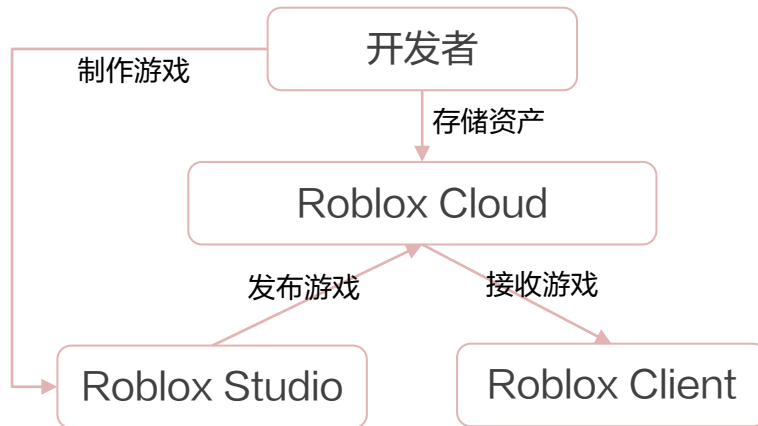 开发者
制作游戏
存储资产
Roblox Cloud
发布游戏
接收游戏
Roblox Studio
Roblox Client